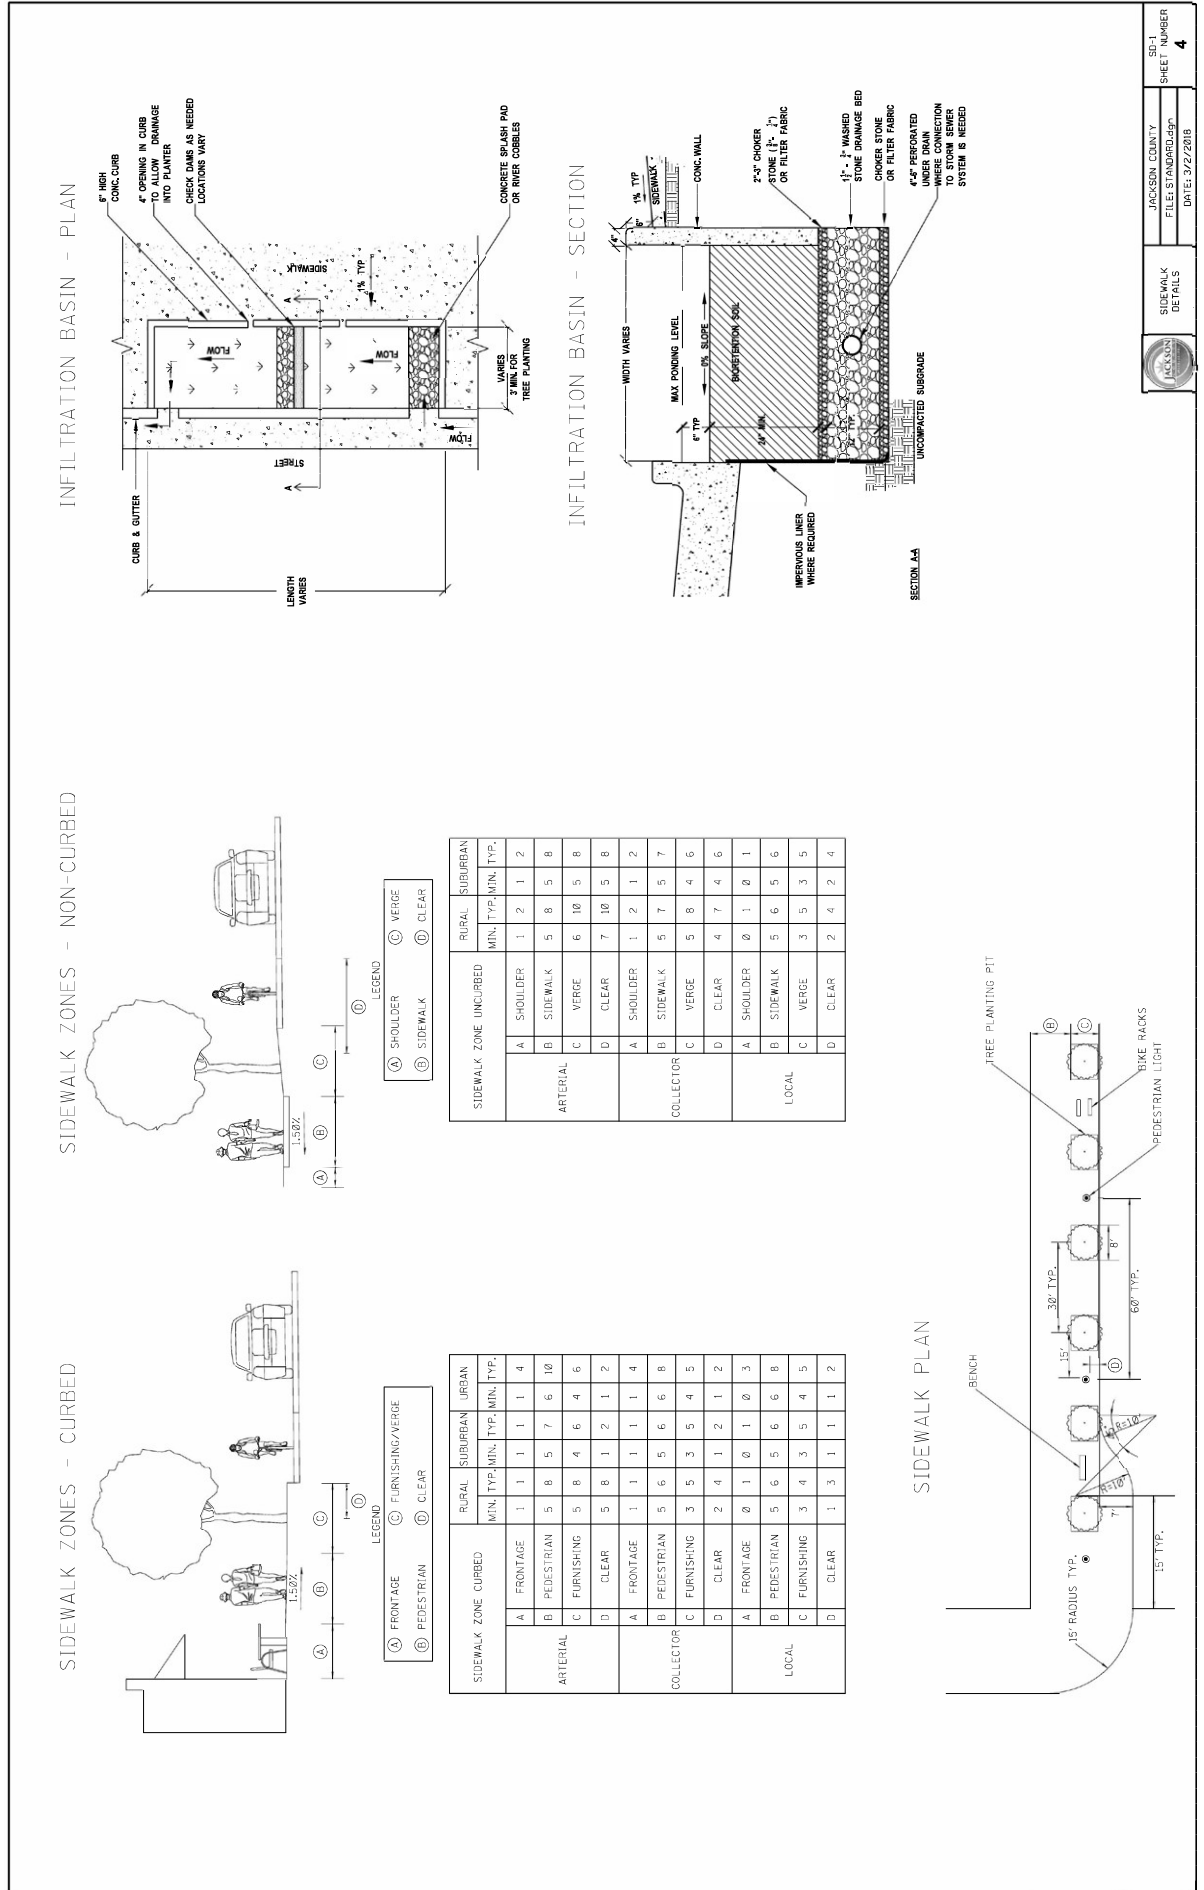 SIDEWALK ZONES - CURBED
1.50%
A
B
C
D
LEGEND
A FRONTAGE C FURNISHING/VERGE
B PEDESTRIAN D CLEAR
SIDEWALK ZONE CURBED RURAL SUBURBAN URBAN
MIN. TYP. MIN. TYP. MIN. TYP.
ARTERIAL
A FRONTAGE 1 1 1 1 1 4
B PEDESTRIAN 5 8 5 7 6 10
C FURNISHING 5 8 4 6 4 6
D CLEAR 5 8 1 2 1 2
COLLECTOR
A FRONTAGE 1 1 1 1 1 4
B PEDESTRIAN 5 6 5 6 6 8
C FURNISHING 3 5 3 5 4 5
D CLEAR 2 4 1 2 1 2
LOCAL
A FRONTAGE 0 1 0 1 0 3
B PEDESTRIAN 5 6 5 6 6 8
C FURNISHING 3 4 3 5 4 5
D CLEAR 1 3 1 1 1 2
SIDEWALK ZONES - NON-CURBED
1.50%
A
B
C
D
LEGEND
A SHOULDER C VERGE
B SIDEWALK D CLEAR
SIDEWALK ZONE UNCURBED RURAL SUBURBAN
MIN. TYP. MIN. TYP.
ARTERIAL
A SHOULDER 1 2 1 2
B SIDEWALK 5 8 5 8
C VERGE 6 10 5 8
D CLEAR 7 10 5 8
COLLECTOR
A SHOULDER 1 2 1 2
B SIDEWALK 5 7 5 7
C VERGE 5 8 4 6
D CLEAR 4 7 4 6
LOCAL
A SHOULDER 0 1 0 1
B SIDEWALK 5 6 5 6
C VERGE 3 5 3 5
D CLEAR 2 4 2 4
INFILTRATION BASIN - PLAN
6" HIGH
CONC. CURB
4" OPENING IN CURB
TO ALLOW DRAINAGE
INTO PLANTER
CHECK DAMS AS NEEDED
LOCATIONS VARY
CONCRETE SPLASH PAD
OR RIVER COBBLES
CURB & GUTTER
LENGTH
VARIES
STREET
SIDEWALK
1% TYP
FLOW
FLOW
FLOW
A
A
VARIES
3' MIN. FOR
TREE PLANTING
INFILTRATION BASIN - SECTION
WIDTH VARIES
4"
6"
1% TYP
SIDEWALK
CONC. WALL
MAX PONDING LEVEL
6" TYP
0% SLOPE
BIORETENTION SOIL
24" MIN.
2"-3" CHOKER
OR FILTER FABRIC
STONE DRAINAGE BED
CHOKER STONE
OR FILTER FABRIC
4"-6" PERFORATED
UNDER DRAIN
WHERE CONNECTION
TO STORM SEWER
SYSTEM IS NEEDED
UNCOMPACTED SUBGRADE
IMPERVIOUS LINER
WHERE REQUIRED
SECTION A-A
SIDEWALK PLAN
BENCH
TREE PLANTING PIT
B
C
BIKE RACKS
PEDESTRIAN LIGHT
30' TYP.
15'
8'
60' TYP.
D
R=10'
R=10'
7'
15' TYP.
15' RADIUS TYP.
JACKSON
SIDEWALK
DETAILS
JACKSON COUNTY
FILE: STANDARD.dgn
DATE: 3/2/2018
SD-1
SHEET NUMBER
4